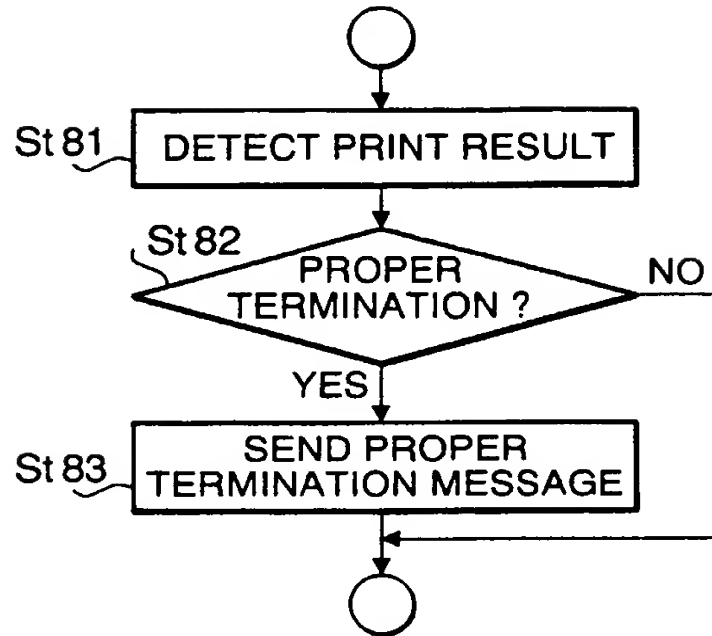 St 81
DETECT PRINT RESULT
St 82
PROPER
TERMINATION ?
NO
YES
St 83
SEND PROPER
TERMINATION MESSAGE